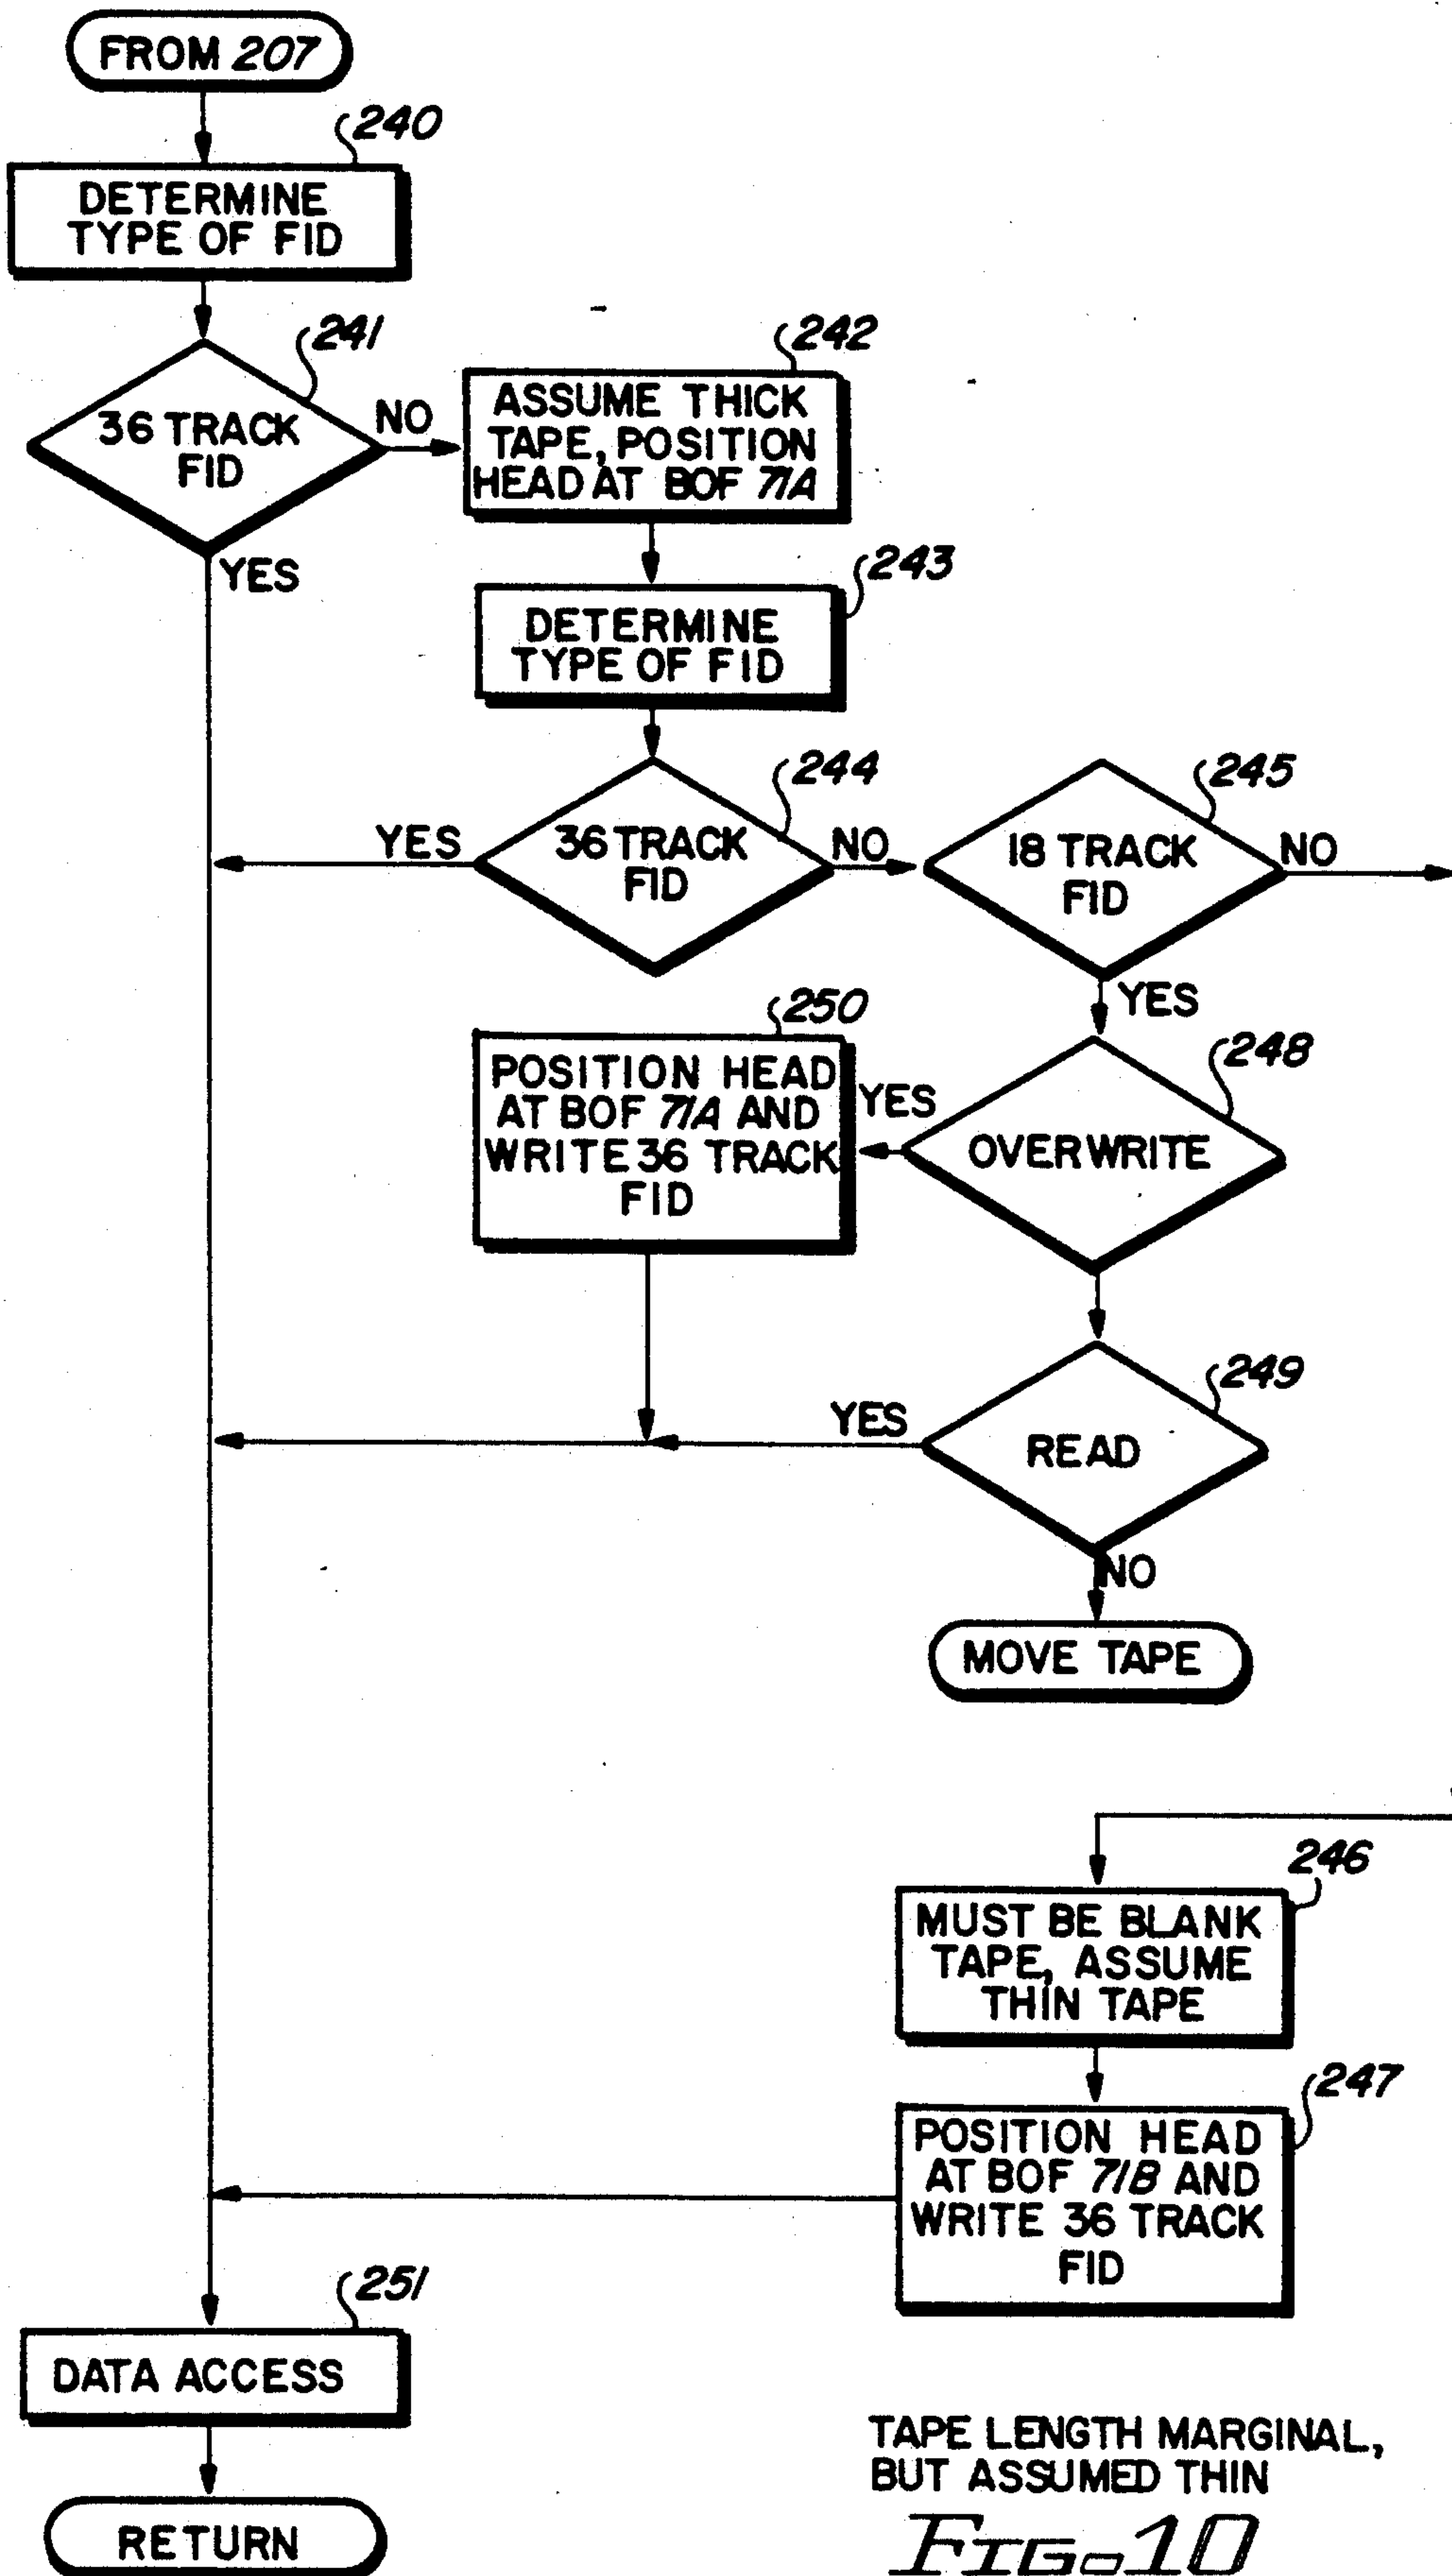 FROM 207
240
DETERMINE
TYPE OF FID
241
36 TRACK
FID
NO
YES
242
ASSUME THICK
TAPE, POSITION
HEAD AT BOF 71A
243
DETERMINE
TYPE OF FID
244
36 TRACK
FID
YES
NO
245
18 TRACK
FID
NO
YES
250
POSITION HEAD
AT BOF 71A AND
WRITE 36 TRACK
FID
YES
248
OVERWRITE
249
READ
YES
NO
MOVE TAPE
246
MUST BE BLANK
TAPE, ASSUME
THIN TAPE
247
POSITION HEAD
AT BOF 71B AND
WRITE 36 TRACK
FID
251
DATA ACCESS
RETURN
TAPE LENGTH MARGINAL,
BUT ASSUMED THIN
FIG. 10